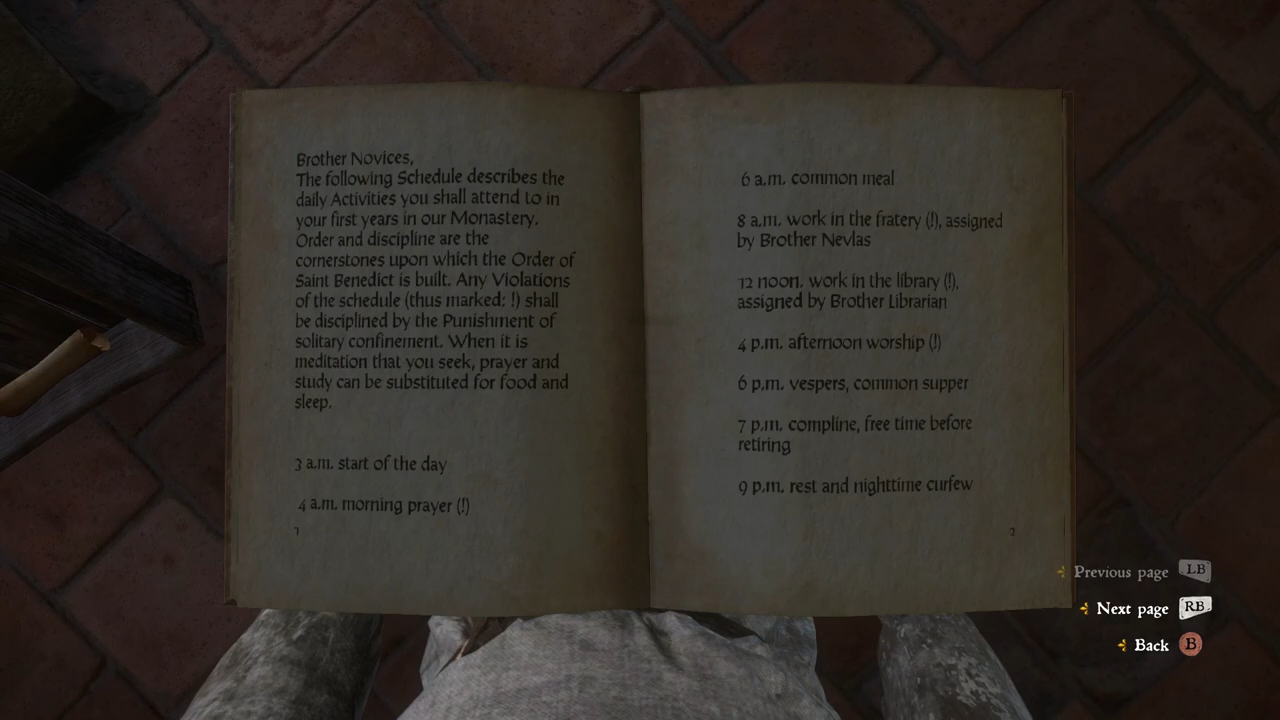 Brother Novices,
The following Schedule describes the
daily Activities you shall attend to in
your first years in our Monastery.
Order and discipline are the
cornerstones upon which the Order of
Saint Benedict is built. Any Violations
of the schedule (thus marked: !) shall
be disciplined by the Punishment of
solitary confinement. When it is
meditation that you seek, prayer and
study can be substituted for food and
sleep.
3 a.m. start of the day
4 a.m. morning prayer (!)
1
6 a.m. common meal
8 a.m. work in the fratery (!), assigned
by Brother Nevlas
12 noon. work in the library (!),
assigned by Brother Librarian
4 p.m. afternoon worship (!)
6 p.m. vespers, common supper
7 p.m. compline, free time before
retiring
9 p.m. rest and nighttime curfew
2
Previous page LB
Next page RB
Back B